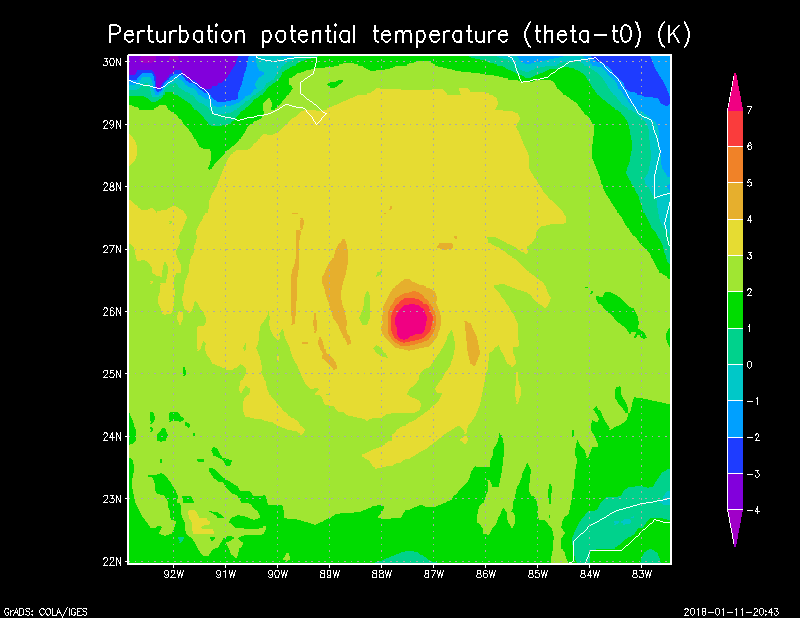 Perturbation potential temperature (theta-t0) (K)
30N
29N
28N
27N
26N
25N
24N
23N
22N
92W 91W 90W 89W 88W 87W 86W 85W 84W 83W
7
6
5
4
3
2
1
0
-1
-2
-3
-4
GrADS: COLA/IGES 2018-01-11-20:43